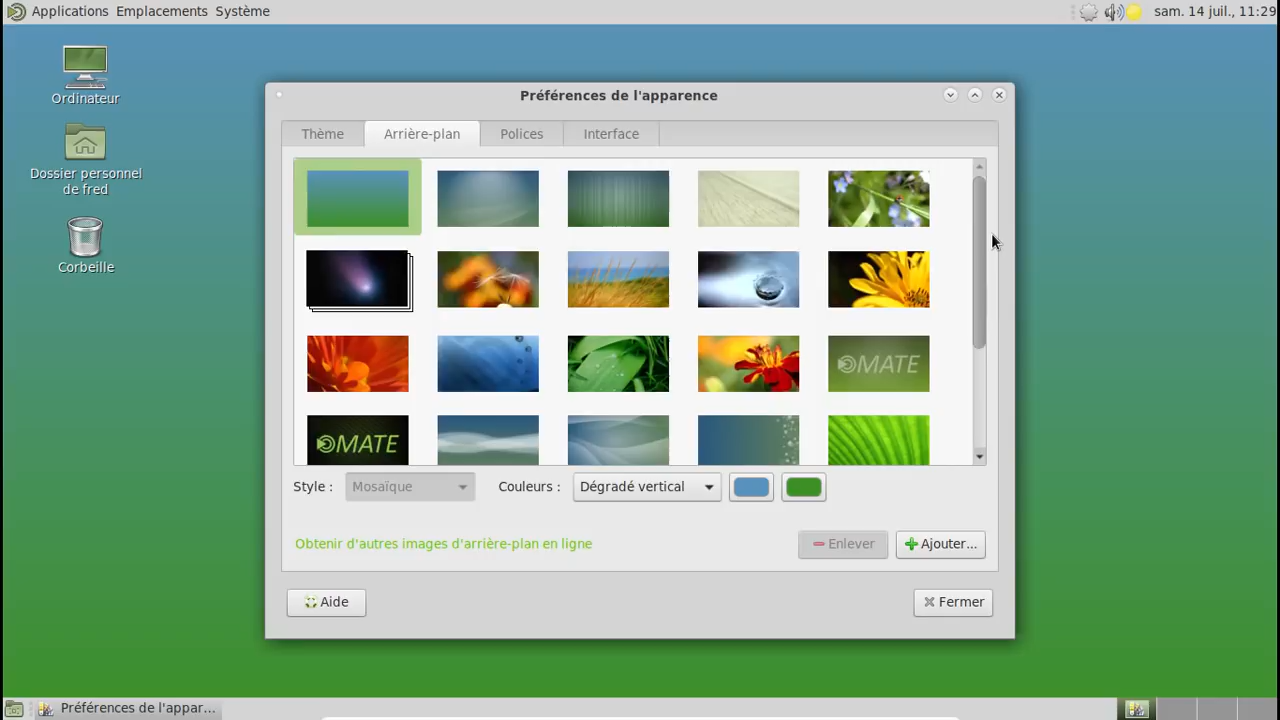 Applications Emplacements Système
sam. 14 juil., 11:29
Ordinateur
Dossier personnel
de fred
Corbeille
Préférences de l'apparence
Thème Arrière-plan Polices Interface
MATE
MATE
Style : Mosaïque Couleurs : Dégradé vertical
Obtenir d'autres images d'arrière-plan en ligne
Enlever Ajouter...
Aide Fermer
Préférences de l'appar...